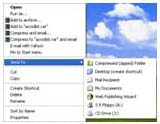 Open
Run as...
Add to archive...
Add to "accrdist.rar"
Compress and email...
Compress to "accrdist.rar" and email
E-mail with Yahoo!
Pin to Start menu
Send To
Compressed (zipped) Folder
Desktop (create shortcut)
Mail Recipient
Cut
My Documents
Copy
Web Publishing Wizard
Create Shortcut
3.5 Floppy (A:)
Delete
CD Drive (I:)
Rename
Sort by Name
Properties